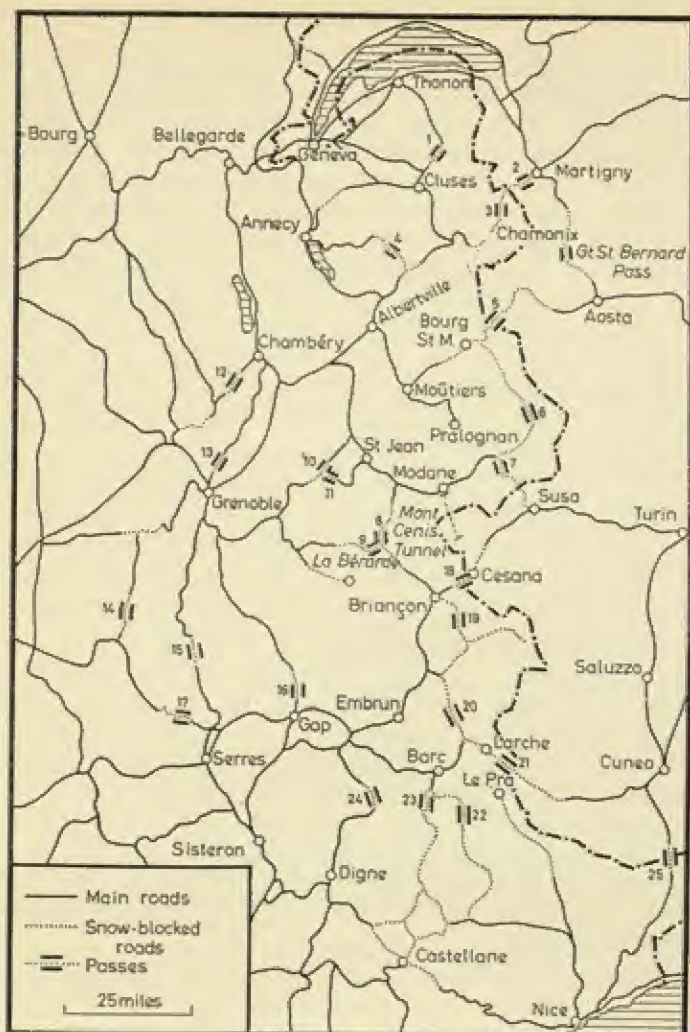 Thonon
Bourg
Bellegarde
Geneva
1
2
Martigny
Cluses
3
Annecy
Chamonix
Gt St Bernard
Pass
Albertville
5
Bourg
St M.
Aosta
Chambéry
12
Moûtiers
6
Pralognan
13
10
11
St Jean
Modane
7
Susa
Grenoble
Turin
8
9
Mont
Cenis
Tunnel
La Bérarde
18
Cesana
Briançon
14
19
15
Saluzzo
16
Embrun
20
17
Gap
Larche
Serres
Barc
21
Cuneo
24
23
Le Pra
22
25
Sisteron
Digne
Main roads
Snow-blocked
roads
Passes
25 miles
Castellane
Nice